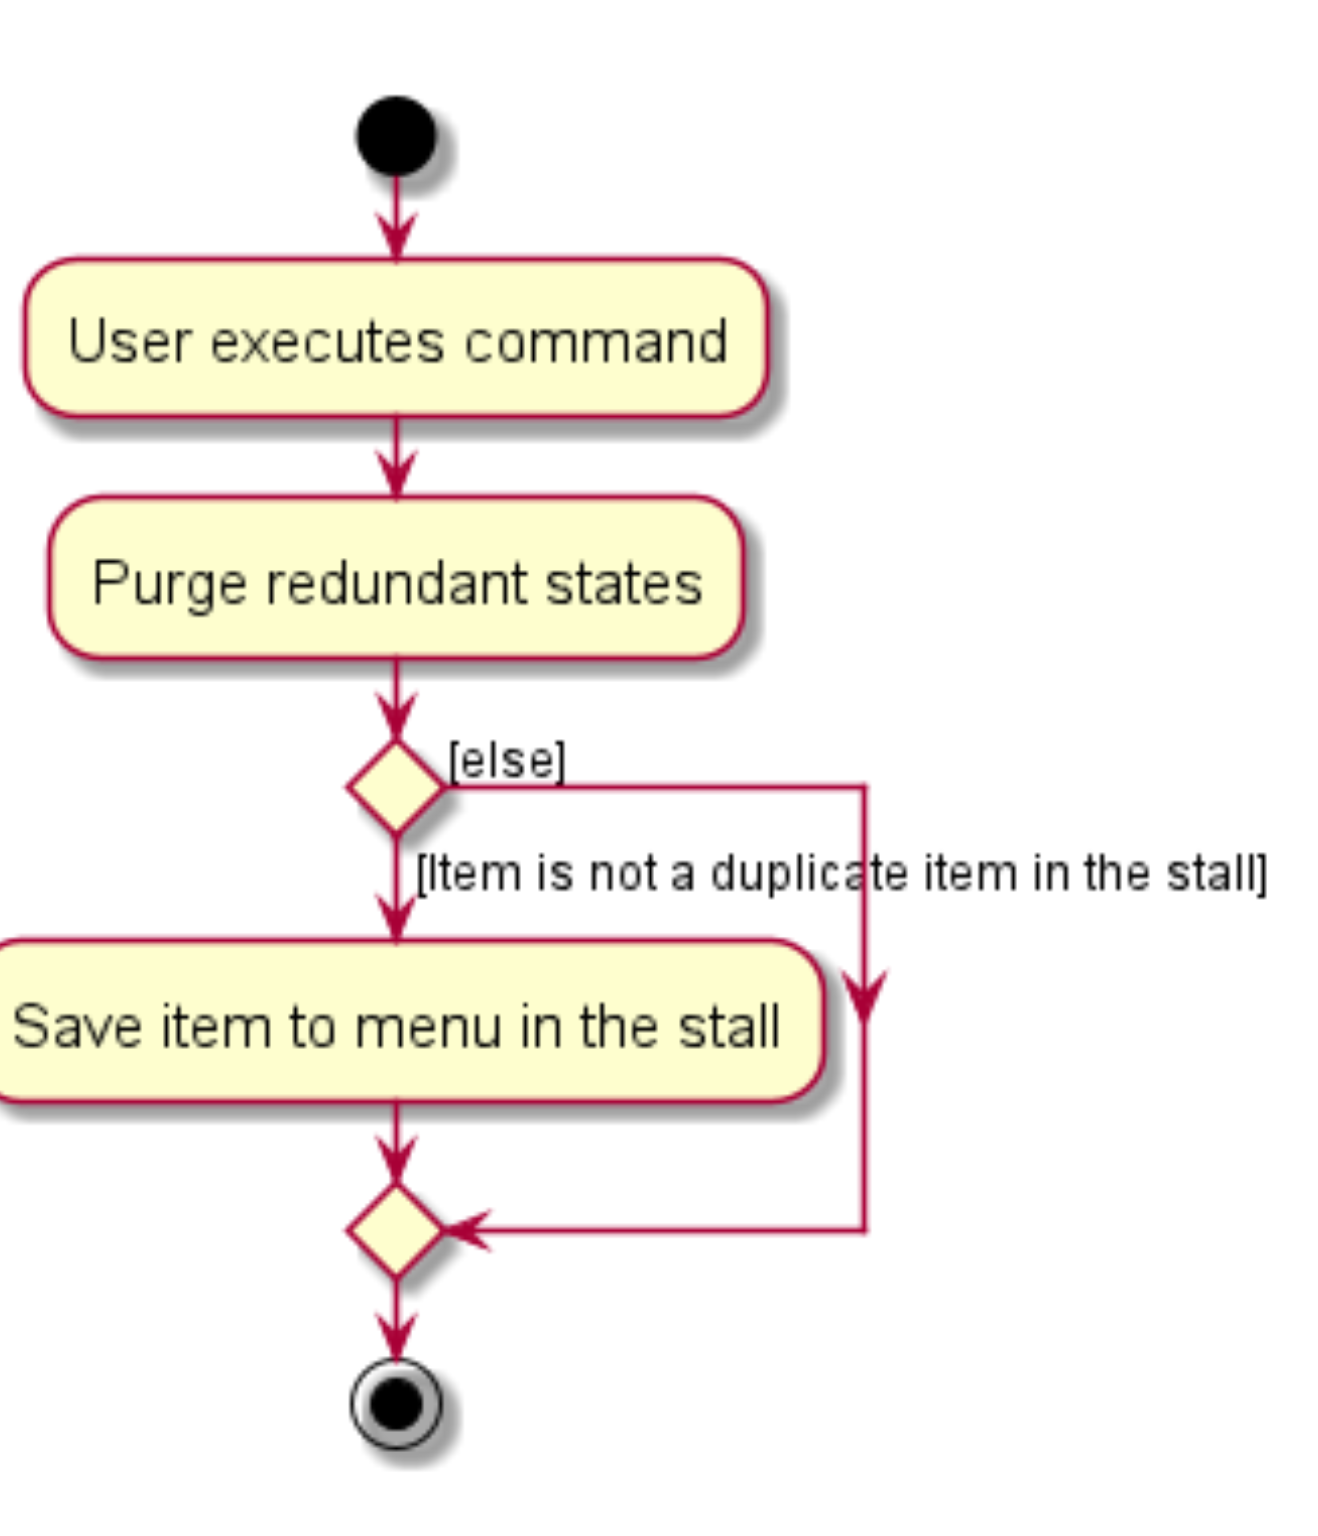 User executes command
Purge redundant states
[else]
[Item is not a duplicate item in the stall]
Save item to menu in the stall